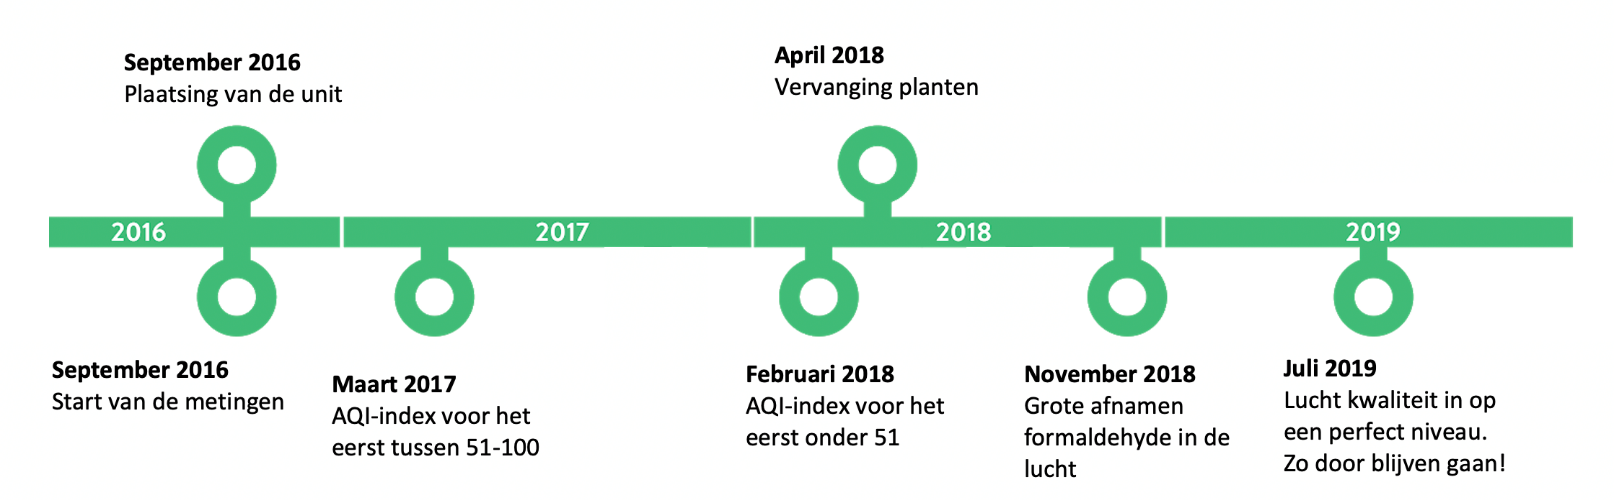 September 2016
Plaatsing van de unit
April 2018
Vervanging planten
2016
2017
2018
2019
September 2016
Start van de metingen
Maart 2017
AQI-index voor het
eerst tussen 51-100
Februari 2018
AQI-index voor het
eerst onder 51
November 2018
Grote afnamen
formaldehyde in de
lucht
Juli 2019
Lucht kwaliteit in op
een perfect niveau.
Zo door blijven gaan!